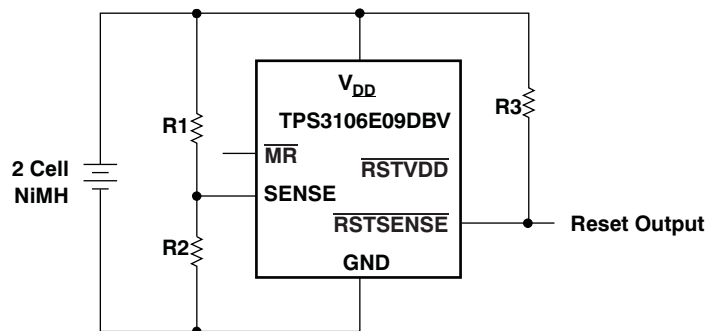 V_DD
TPS3106E09DBV
R1
R3
MR
RSTVDD
2 Cell
NiMH
SENSE
RSTSENSE
Reset Output
R2
GND